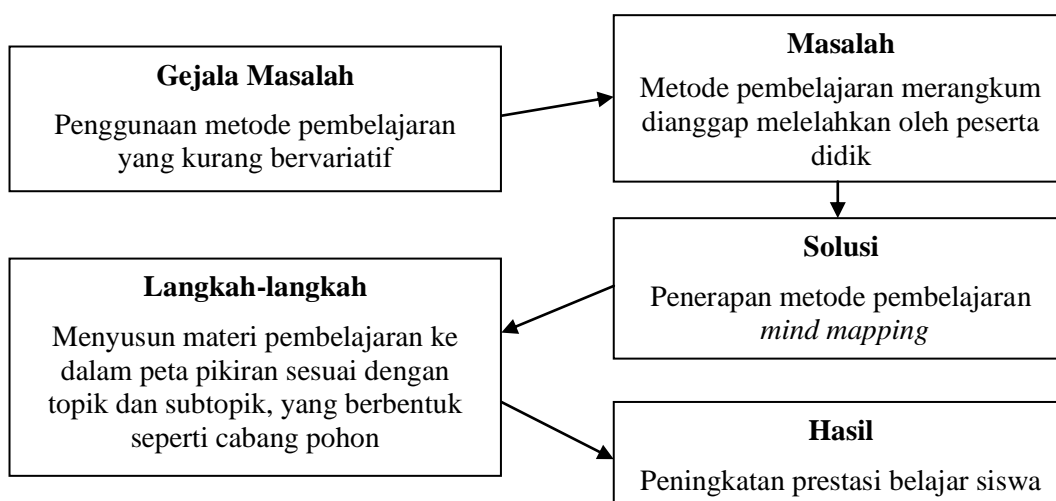 Gejala Masalah
Penggunaan metode pembelajaran
yang kurang bervariatif
Masalah
Metode pembelajaran merangkum
dianggap melelahkan oleh peserta
didik
Solusi
Penerapan metode pembelajaran
mind mapping
Langkah-langkah
Menyusun materi pembelajaran ke
dalam peta pikiran sesuai dengan
topik dan subtopik, yang berbentuk
seperti cabang pohon
Hasil
Peningkatan prestasi belajar siswa